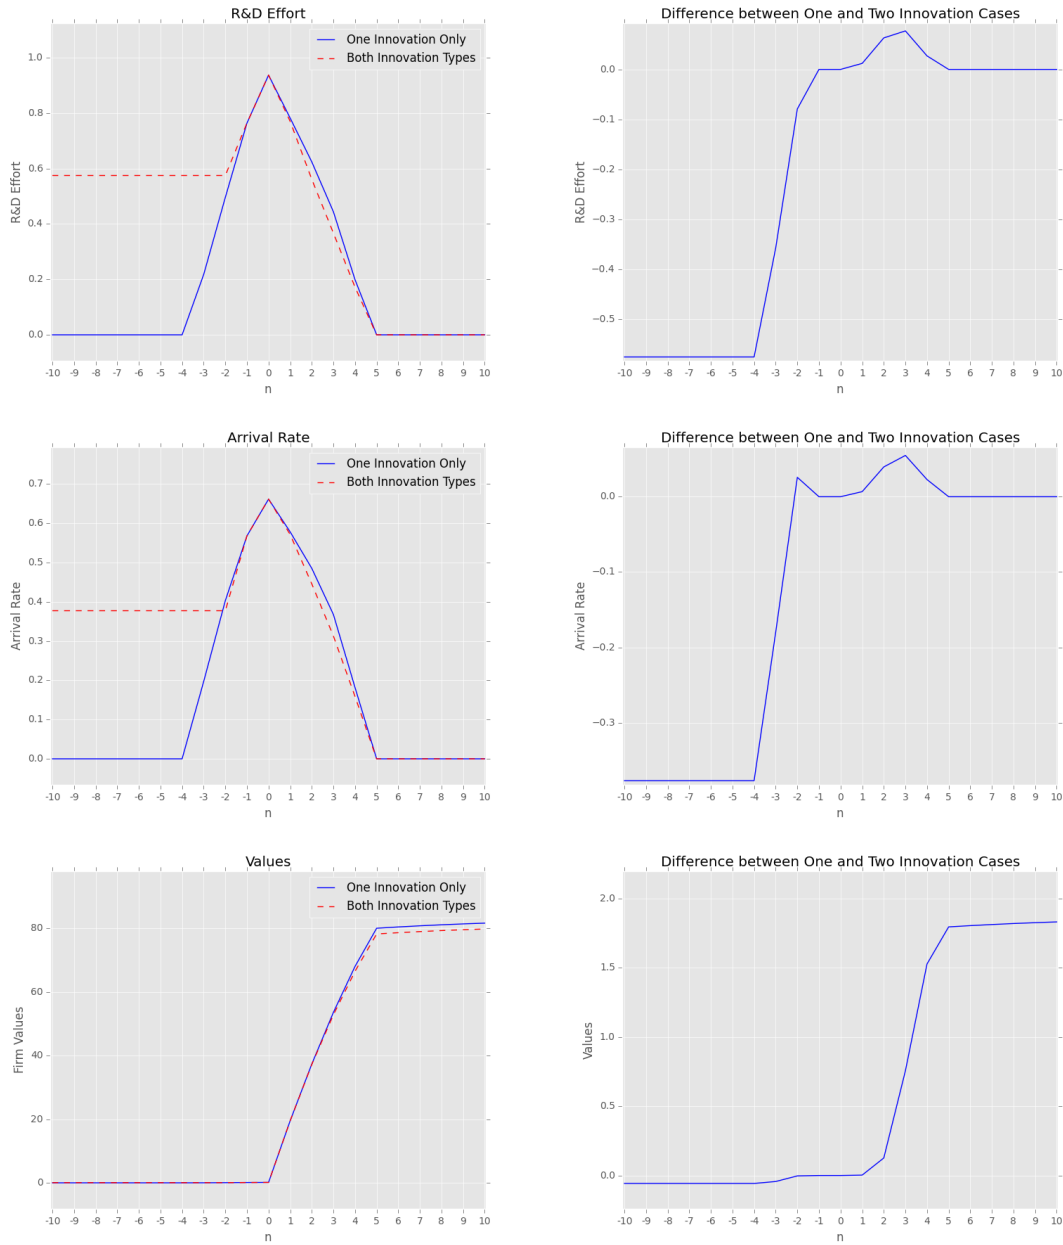 R&D Effort
One Innovation Only
Both Innovation Types
1.0
0.8
0.6
0.4
0.2
0.0
R&D Effort
-10 -9 -8 -7 -6 -5 -4 -3 -2 -1 0 1 2 3 4 5 6 7 8 9 10
n
Difference between One and Two Innovation Cases
0.0
−0.1
−0.2
−0.3
−0.4
−0.5
R&D Effort
-10 -9 -8 -7 -6 -5 -4 -3 -2 -1 0 1 2 3 4 5 6 7 8 9 10
n
Arrival Rate
One Innovation Only
Both Innovation Types
0.7
0.6
0.5
0.4
0.3
0.2
0.1
0.0
Arrival Rate
-10 -9 -8 -7 -6 -5 -4 -3 -2 -1 0 1 2 3 4 5 6 7 8 9 10
n
Difference between One and Two Innovation Cases
0.0
−0.1
−0.2
−0.3
Arrival Rate
-10 -9 -8 -7 -6 -5 -4 -3 -2 -1 0 1 2 3 4 5 6 7 8 9 10
n
Values
One Innovation Only
Both Innovation Types
80
60
40
20
0
Firm Values
-10 -9 -8 -7 -6 -5 -4 -3 -2 -1 0 1 2 3 4 5 6 7 8 9 10
n
Difference between One and Two Innovation Cases
2.0
1.5
1.0
0.5
0.0
Values
-10 -9 -8 -7 -6 -5 -4 -3 -2 -1 0 1 2 3 4 5 6 7 8 9 10
n